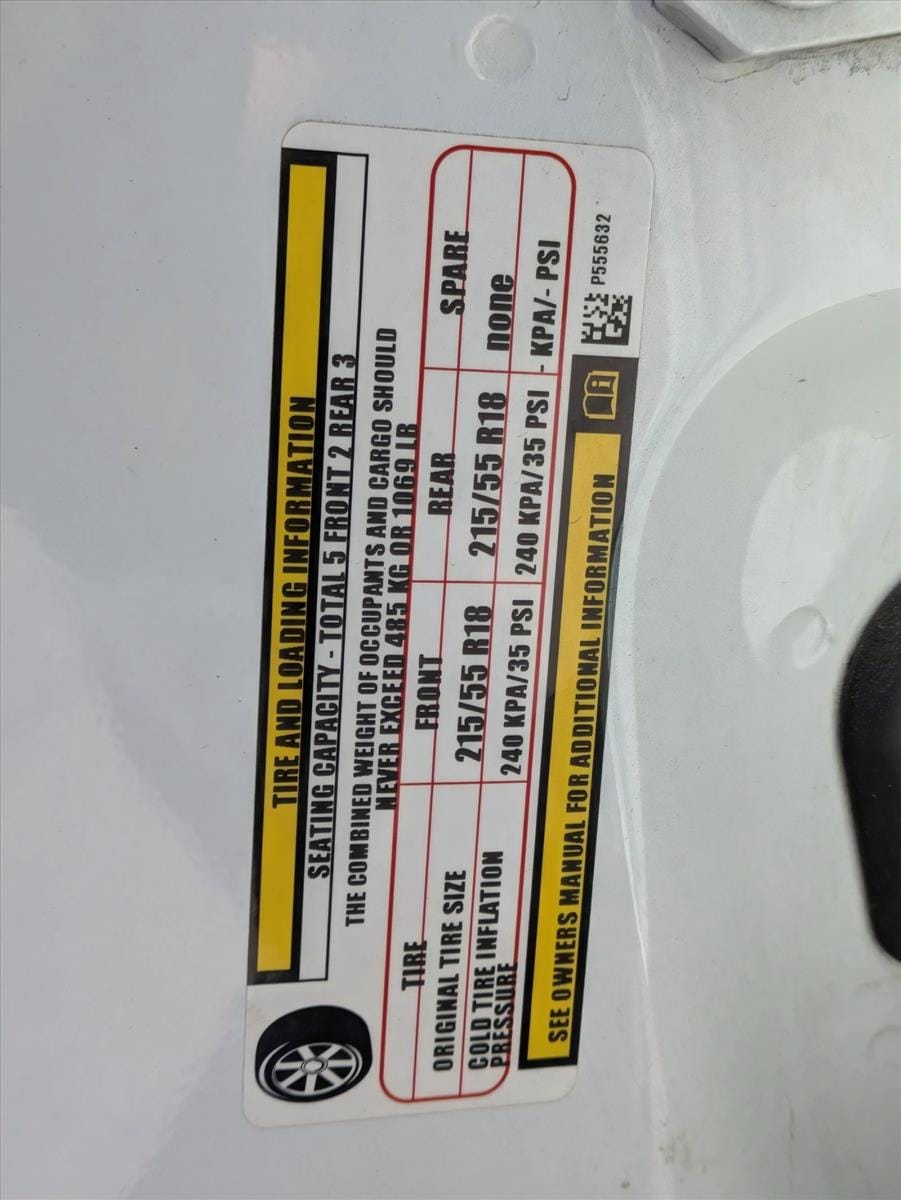 TIRE AND LOADING INFORMATION
SEATING CAPACITY - TOTAL 5 FRONT 2 REAR 3
THE COMBINED WEIGHT OF OCCUPANTS AND CARGO SHOULD
NEVER EXCEED 485 KG OR 1069 LB
TIRE FRONT REAR SPARE
ORIGINAL TIRE SIZE 215/55 R18 215/55 R18 none
COLD TIRE INFLATION
PRESSURE 240 KPA/35 PSI 240 KPA/35 PSI - KPA/- PSI
SEE OWNERS MANUAL FOR ADDITIONAL INFORMATION
P555632